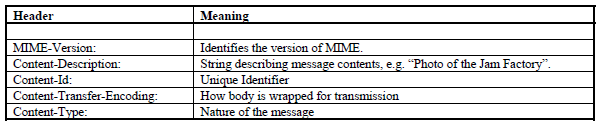 Header Meaning
MIME-Version: Identifies the version of MIME.
Content-Description: String describing message contents, e.g. “Photo of the Jam Factory”.
Content-Id: Unique Identifier
Content-Transfer-Encoding: How body is wrapped for transmission
Content-Type: Nature of the message